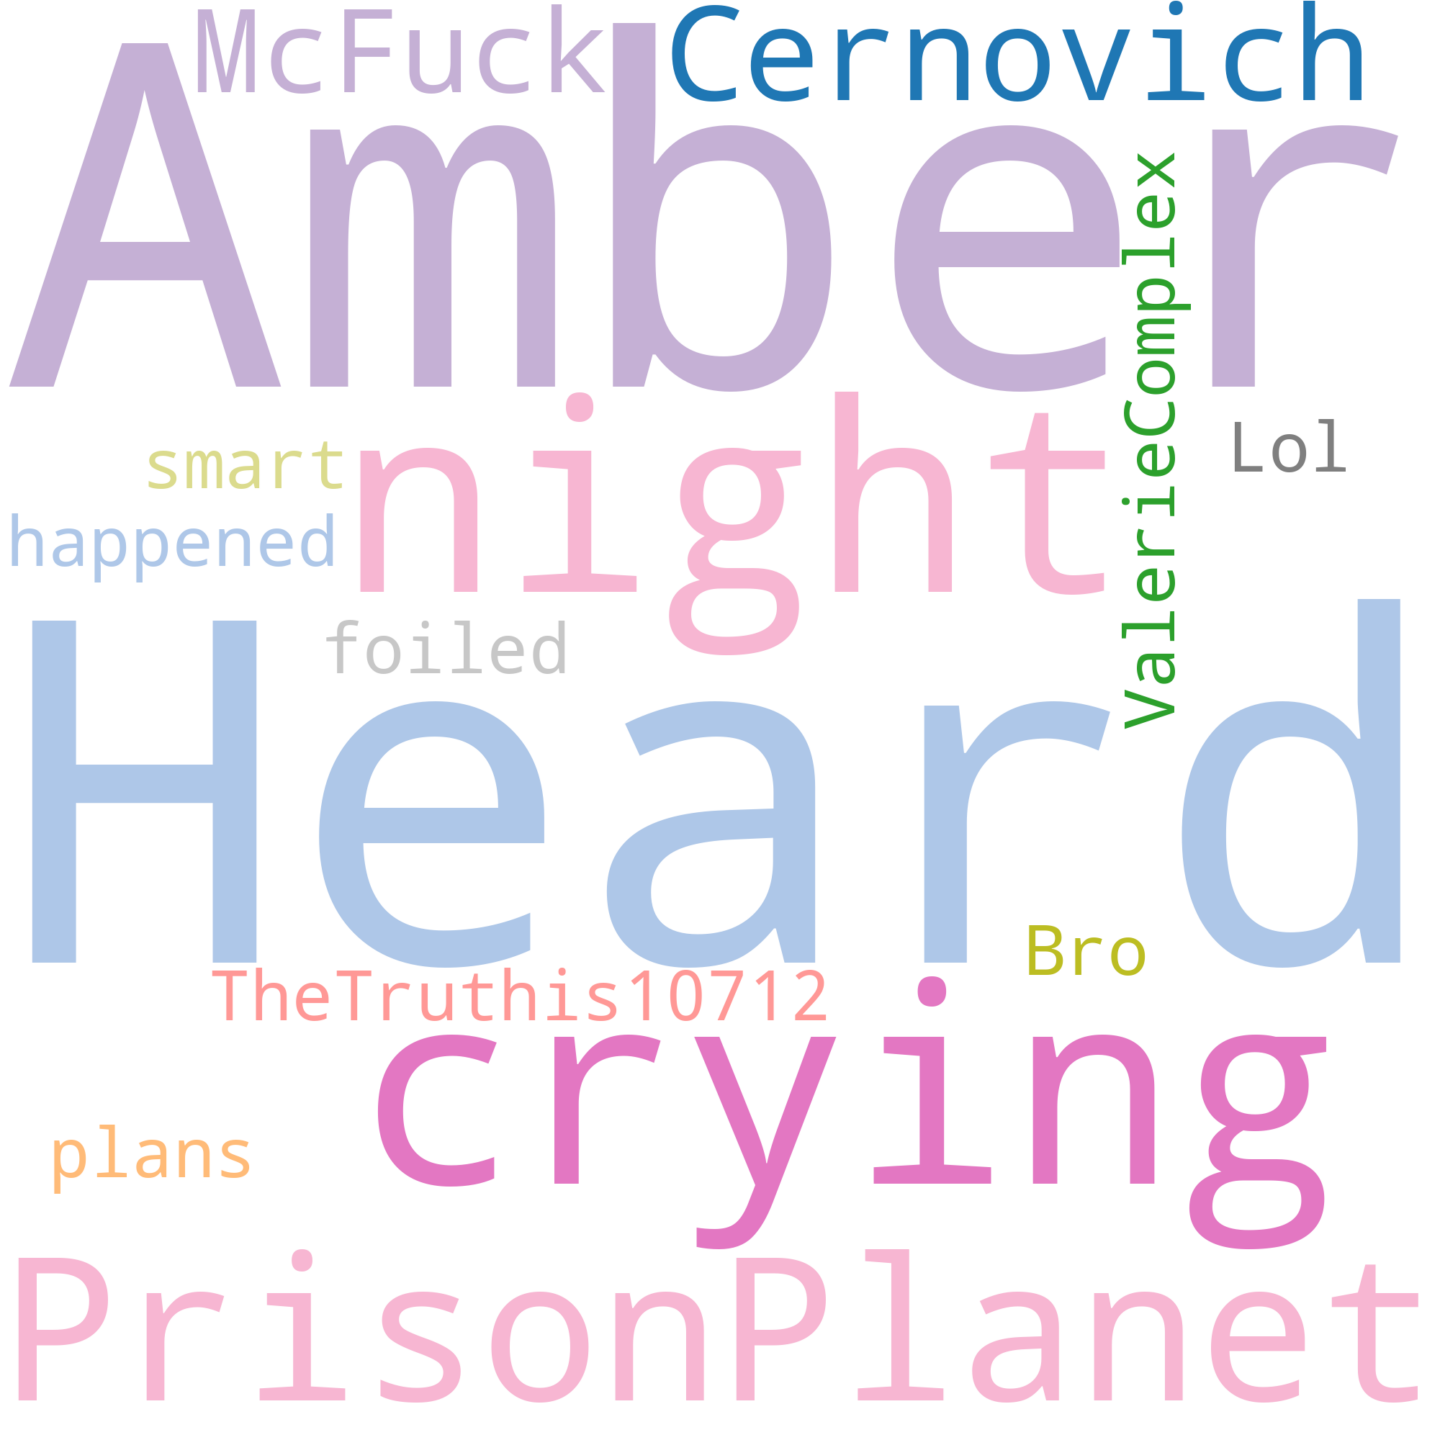 McFuck
Cernovich
Amber
ValerieComplex
night
Lol
smart
happened
foiled
Heard
Bro
TheTruthis10712
crying
plans
PrisonPlanet